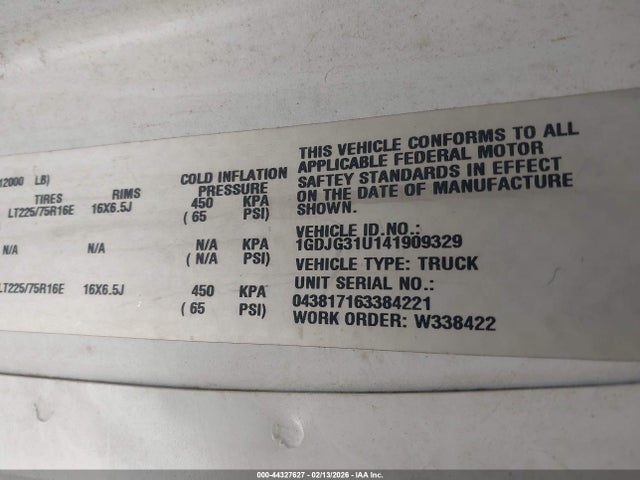 12000 LB)
TIRES RIMS COLD INFLATION PRESSURE
LT225/75R16E 16X6.5J 450 KPA
( 65 PSI)
N/A N/A N/A KPA
( N/A PSI)
LT225/75R16E 16X6.5J 450 KPA
( 65 PSI)
THIS VEHICLE CONFORMS TO ALL
APPLICABLE FEDERAL MOTOR
SAFTEY STANDARDS IN EFFECT
ON THE DATE OF MANUFACTURE
SHOWN.
VEHICLE ID.NO.:
1GDJG31U141909329
VEHICLE TYPE: TRUCK
UNIT SERIAL NO.:
043817163384221
WORK ORDER: W338422
000-44327627 - 02/13/2026 - IAA Inc.